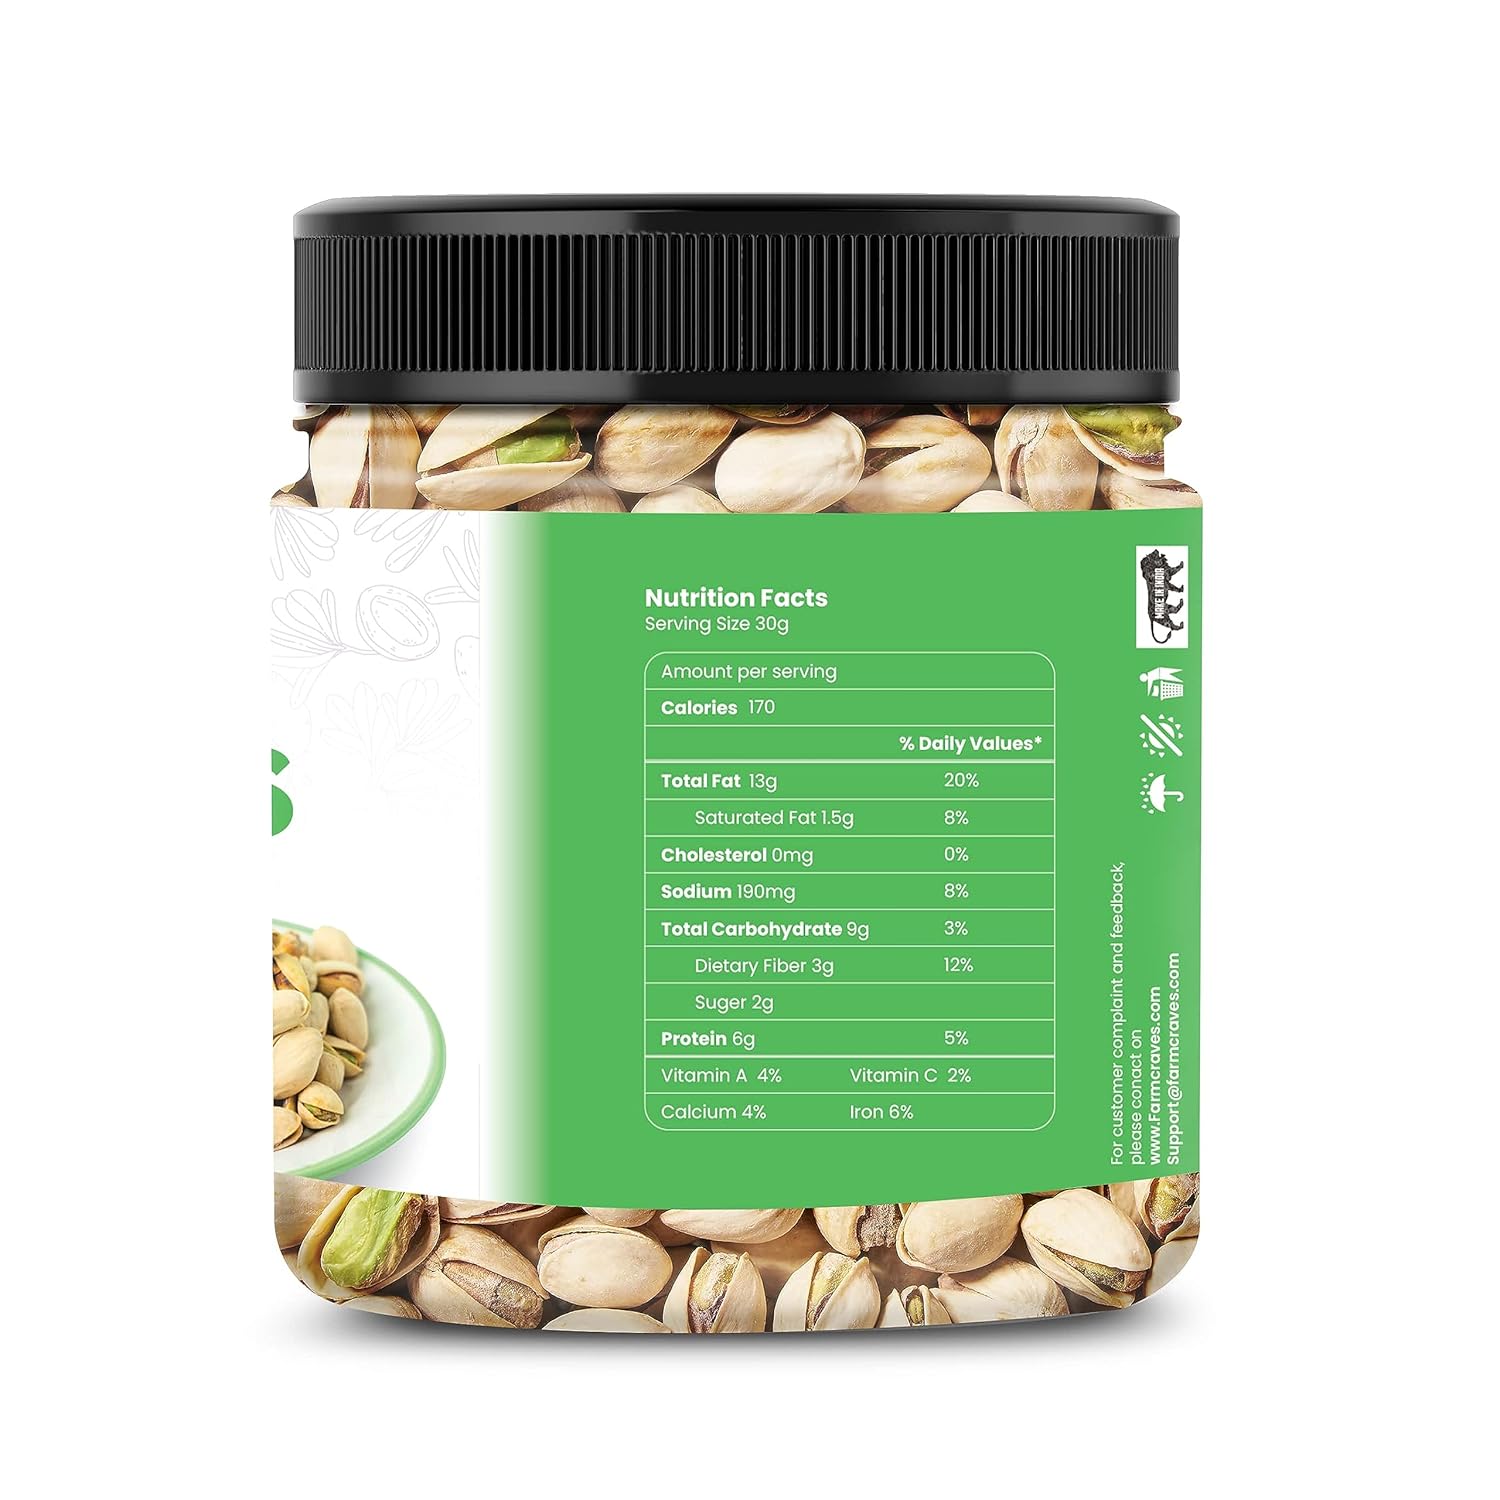 Nutrition Facts
Serving Size 30g
Amount per serving
Calories 170
% Daily Values*
Total Fat 13g 20%
Saturated Fat 1.5g 8%
Cholesterol 0mg 0%
Sodium 190mg 8%
Total Carbohydrate 9g 3%
Dietary Fiber 3g 12%
Suger 2g
Protein 6g 5%
Vitamin A 4% Vitamin C 2%
Calcium 4% Iron 6%
MAKE IN INDIA
For customer complaint and feedback,
please conact on
www.Farmcraves.com
Support@farmcraves.com